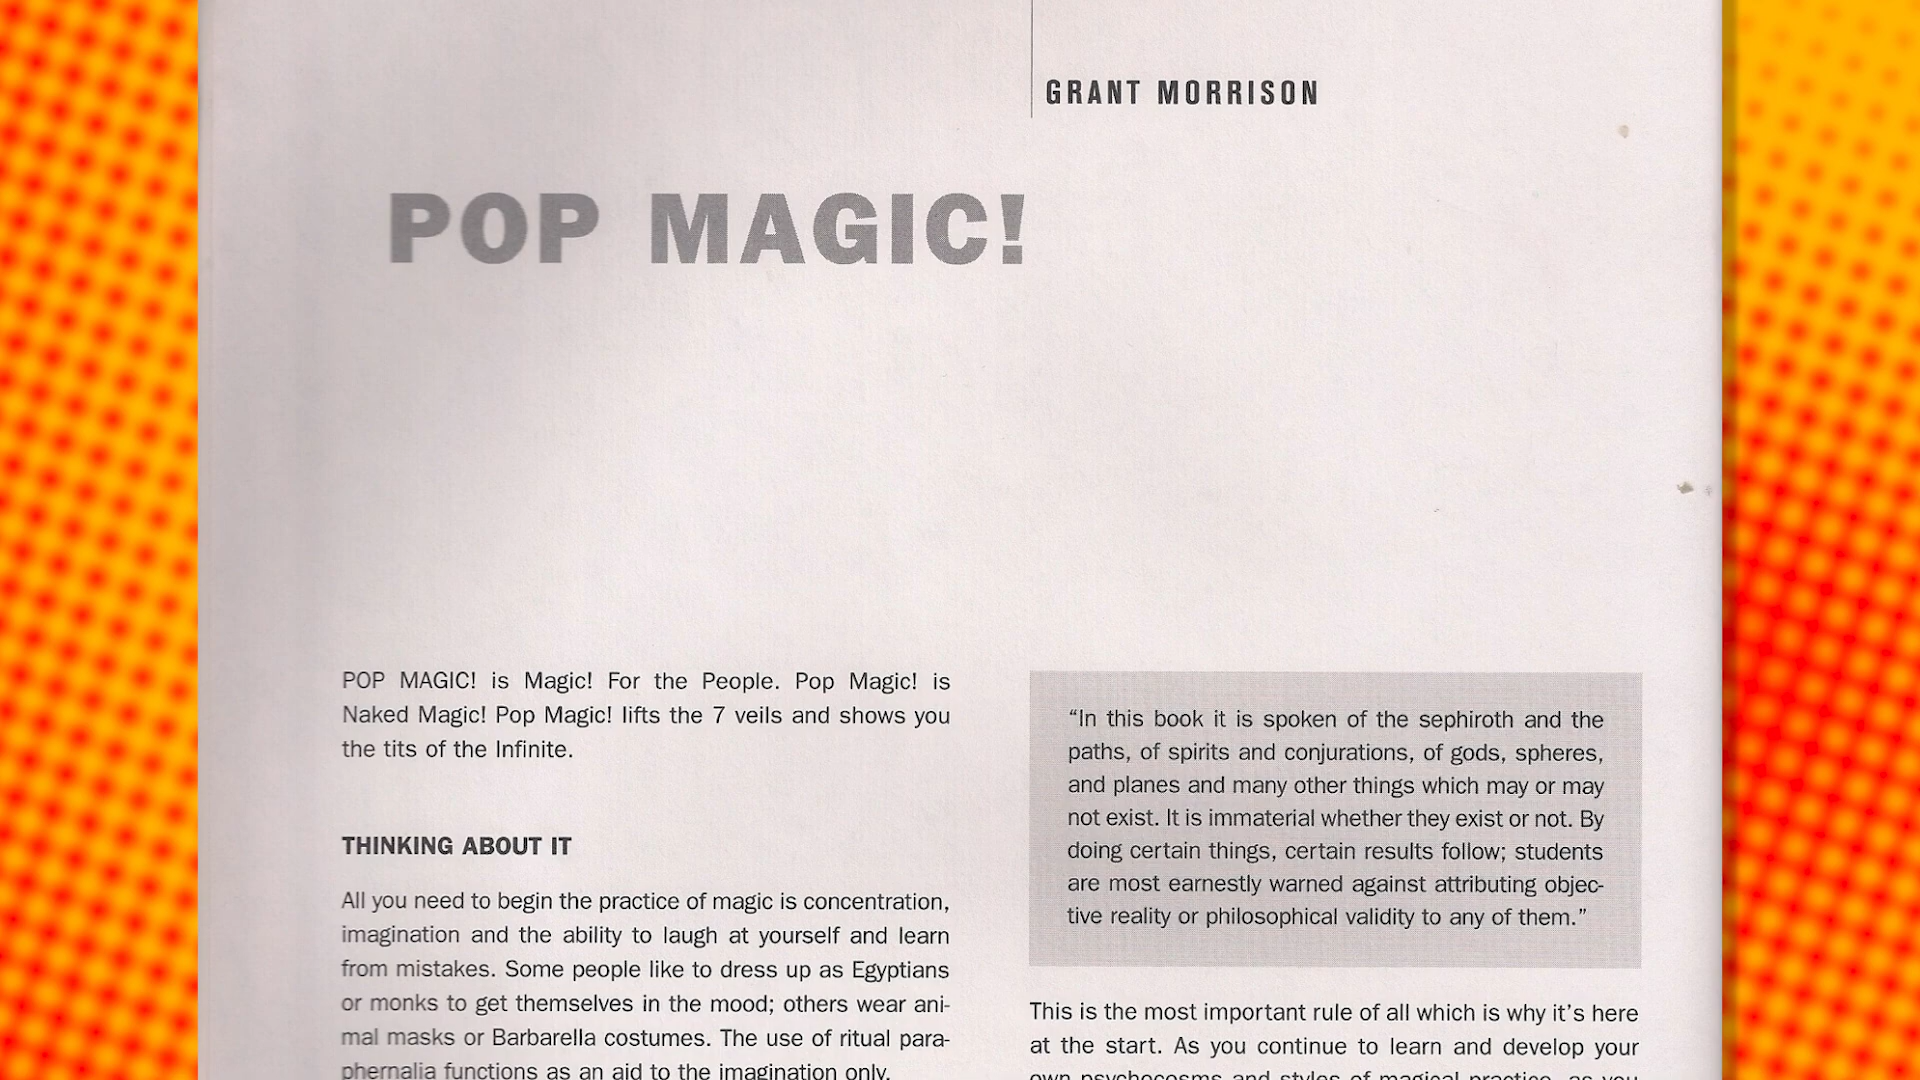 GRANT MORRISON
POP MAGIC!
POP MAGIC! is Magic! For the People. Pop Magic! is
Naked Magic! Pop Magic! lifts the 7 veils and shows you
the tits of the Infinite.
THINKING ABOUT IT
All you need to begin the practice of magic is concentration,
imagination and the ability to laugh at yourself and learn
from mistakes. Some people like to dress up as Egyptians
or monks to get themselves in the mood; others wear ani-
mal masks or Barbarella costumes. The use of ritual para-
phernalia functions as an aid to the imagination only.
“In this book it is spoken of the sephiroth and the
paths, of spirits and conjurations, of gods, spheres,
and planes and many other things which may or may
not exist. It is immaterial whether they exist or not. By
doing certain things, certain results follow; students
are most earnestly warned against attributing objec-
tive reality or philosophical validity to any of them.”
This is the most important rule of all which is why it’s here
at the start. As you continue to learn and develop your
own psychocosms and styles of magical practice, as you